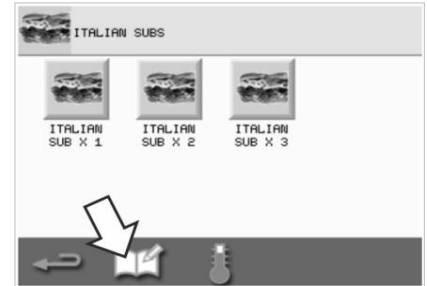 ITALIAN SUBS
ITALIAN
SUB X 1
ITALIAN
SUB X 2
ITALIAN
SUB X 3